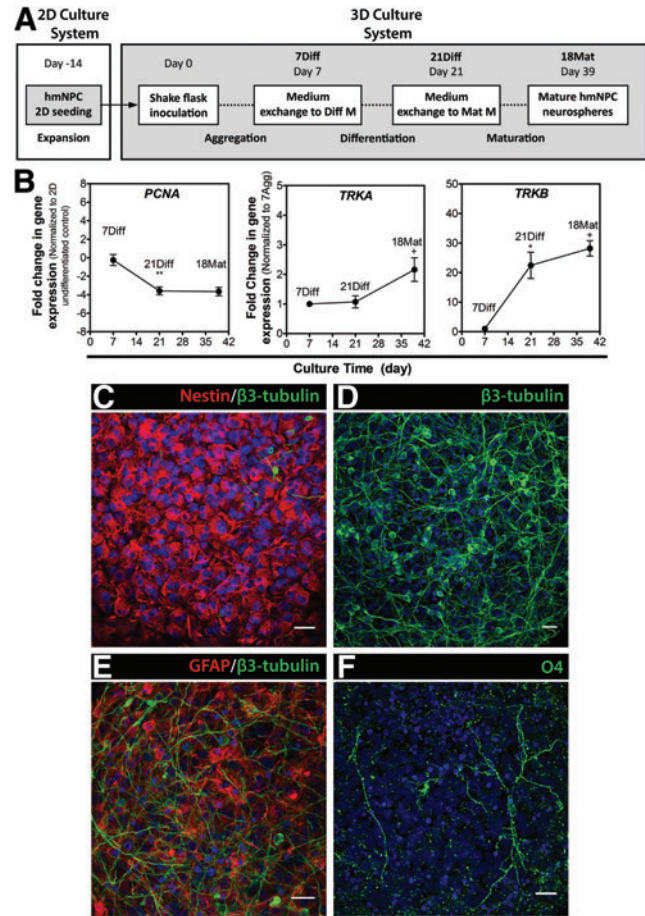 A
2D Culture
System
3D Culture
System
Day -14
hmNPC
2D seeding
Expansion
Day 0
Shake flask
inoculation
7Diff
Day 7
Medium
exchange to Diff M
21Diff
Day 21
Medium
exchange to Mat M
18Mat
Day 39
Mature hmNPC
neurospheres
Aggregation
Differentiation
Maturation
B
PCNA
Fold change in gene
expression (Normalized to 2D
undifferentiated control)
8
6
4
2
0
-2
-4
-6
-8
7Diff
21Diff
**
18Mat
0 7 14 21 28 35 42
TRKA
Fold Change in gene
expression (Normalized to 7Agg)
5
4
3
2
1
0
7Diff
21Diff
18Mat
+
0 7 14 21 28 35 42
TRKB
50
40
30
20
10
0
7Diff
21Diff
*
18Mat
+
0 7 14 21 28 35 42
Culture Time (day)
C
Nestin/β3-tubulin
D
β3-tubulin
E
GFAP/β3-tubulin
F
O4